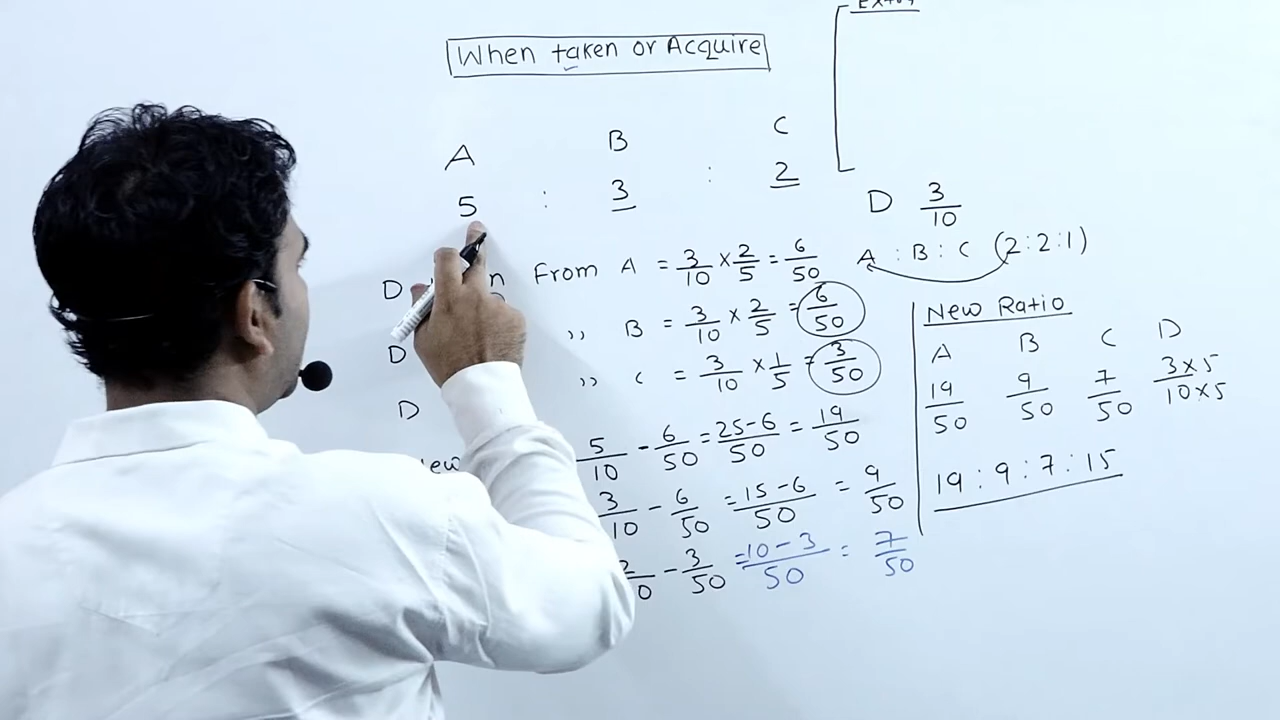 When taken or Acquire
A B C
5 : 3 : 2
D 3/10
A : B : C (2:2:1)
D From A = 3/10 × 2/5 = 6/50
D ,, B = 3/10 × 2/5 = 6/50
D ,, C = 3/10 × 1/5 = 3/50
5/10 - 6/50 = 25-6/50 = 19/50
3/10 - 6/50 = 15-6/50 = 9/50
- 3/50 = 10-3/50 = 7/50
New Ratio
A B C D
19/50 9/50 7/50 3×5/10×5
19 : 9 : 7 : 15